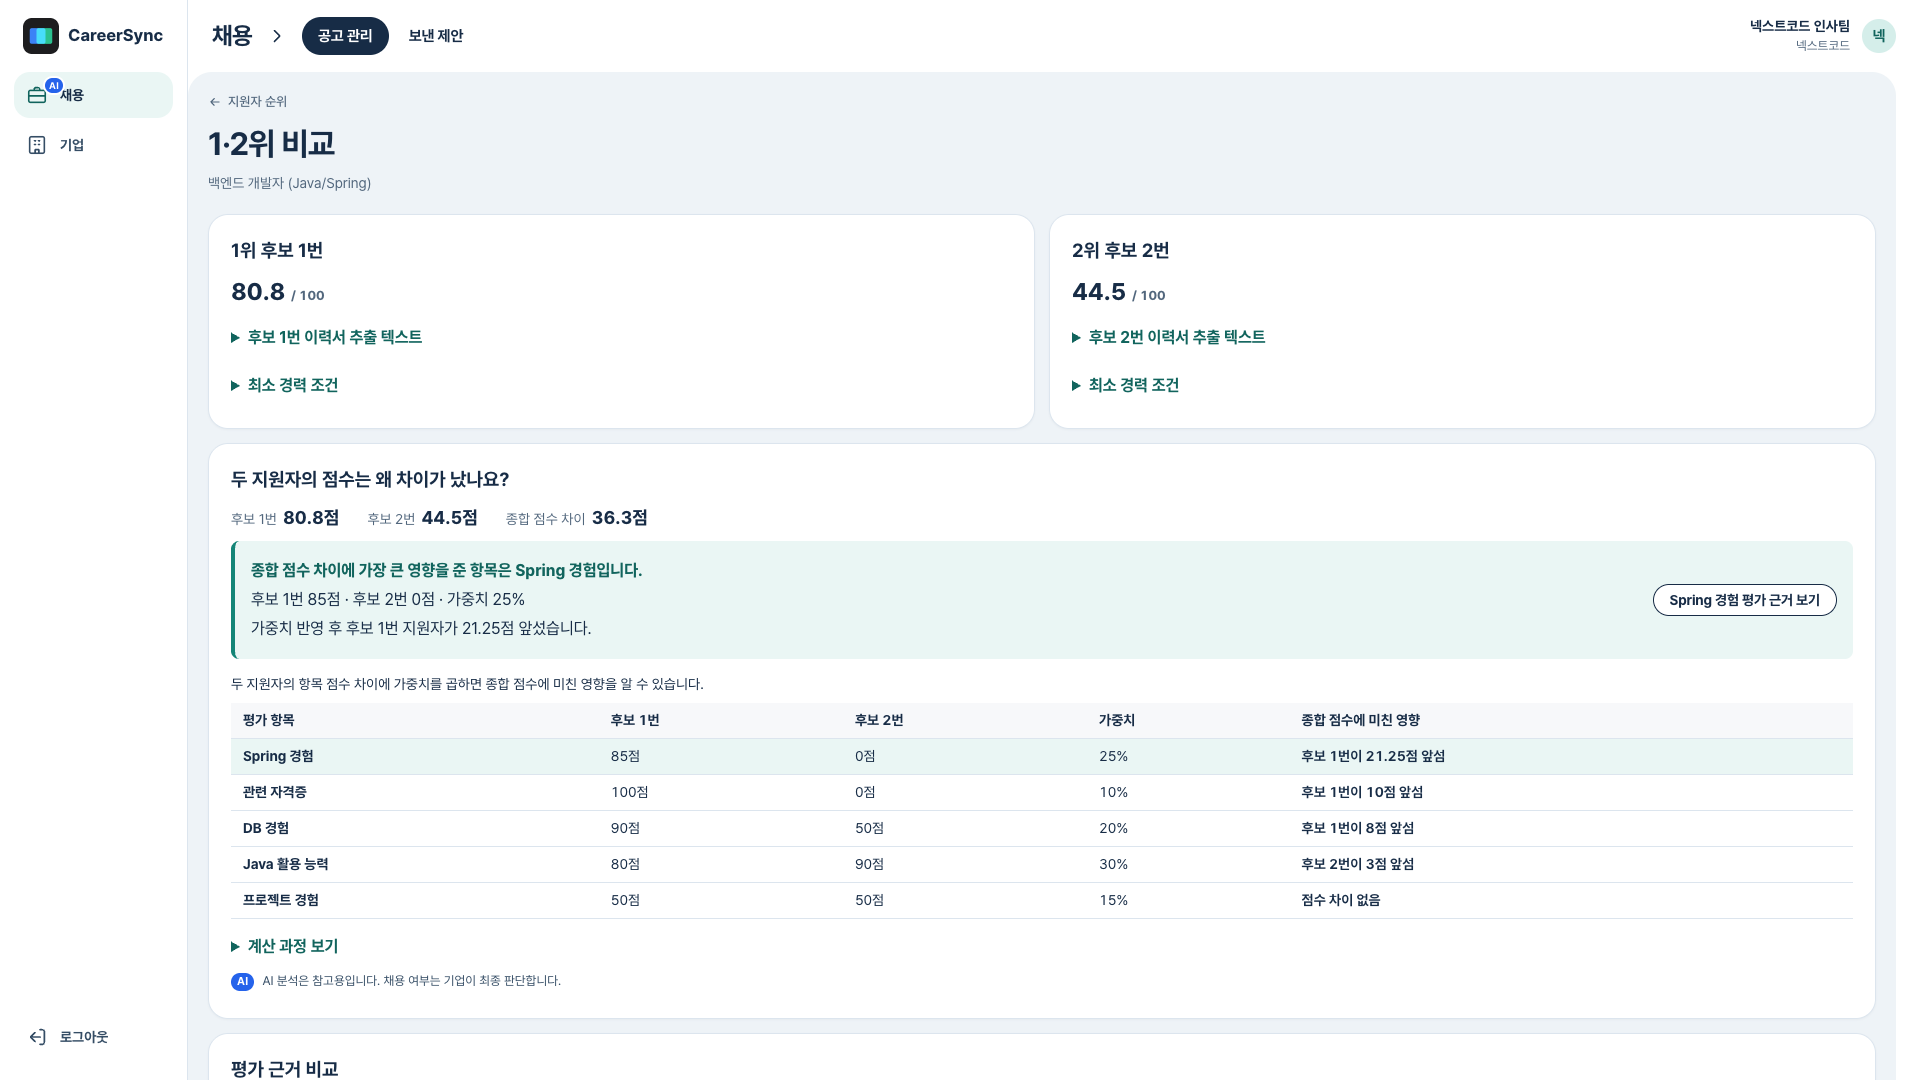 CareerSync
채용
공고 관리
보낸 제안
넥스트코드 인사팀
넥스트코드
넥
AI
채용
기업
로그아웃
← 지원자 순위
1·2위 비교
백엔드 개발자 (Java/Spring)
1위 후보 1번
80.8 / 100
▶ 후보 1번 이력서 추출 텍스트
▶ 최소 경력 조건
2위 후보 2번
44.5 / 100
▶ 후보 2번 이력서 추출 텍스트
▶ 최소 경력 조건
두 지원자의 점수는 왜 차이가 났나요?
후보 1번 80.8점 후보 2번 44.5점 종합 점수 차이 36.3점
종합 점수 차이에 가장 큰 영향을 준 항목은 Spring 경험입니다.
후보 1번 85점 · 후보 2번 0점 · 가중치 25%
가중치 반영 후 후보 1번 지원자가 21.25점 앞섰습니다.
Spring 경험 평가 근거 보기
두 지원자의 항목 점수 차이에 가중치를 곱하면 종합 점수에 미친 영향을 알 수 있습니다.
평가 항목 후보 1번 후보 2번 가중치 종합 점수에 미친 영향
Spring 경험 85점 0점 25% 후보 1번이 21.25점 앞섬
관련 자격증 100점 0점 10% 후보 1번이 10점 앞섬
DB 경험 90점 50점 20% 후보 1번이 8점 앞섬
Java 활용 능력 80점 90점 30% 후보 2번이 3점 앞섬
프로젝트 경험 50점 50점 15% 점수 차이 없음
▶ 계산 과정 보기
AI AI 분석은 참고용입니다. 채용 여부는 기업이 최종 판단합니다.
평가 근거 비교